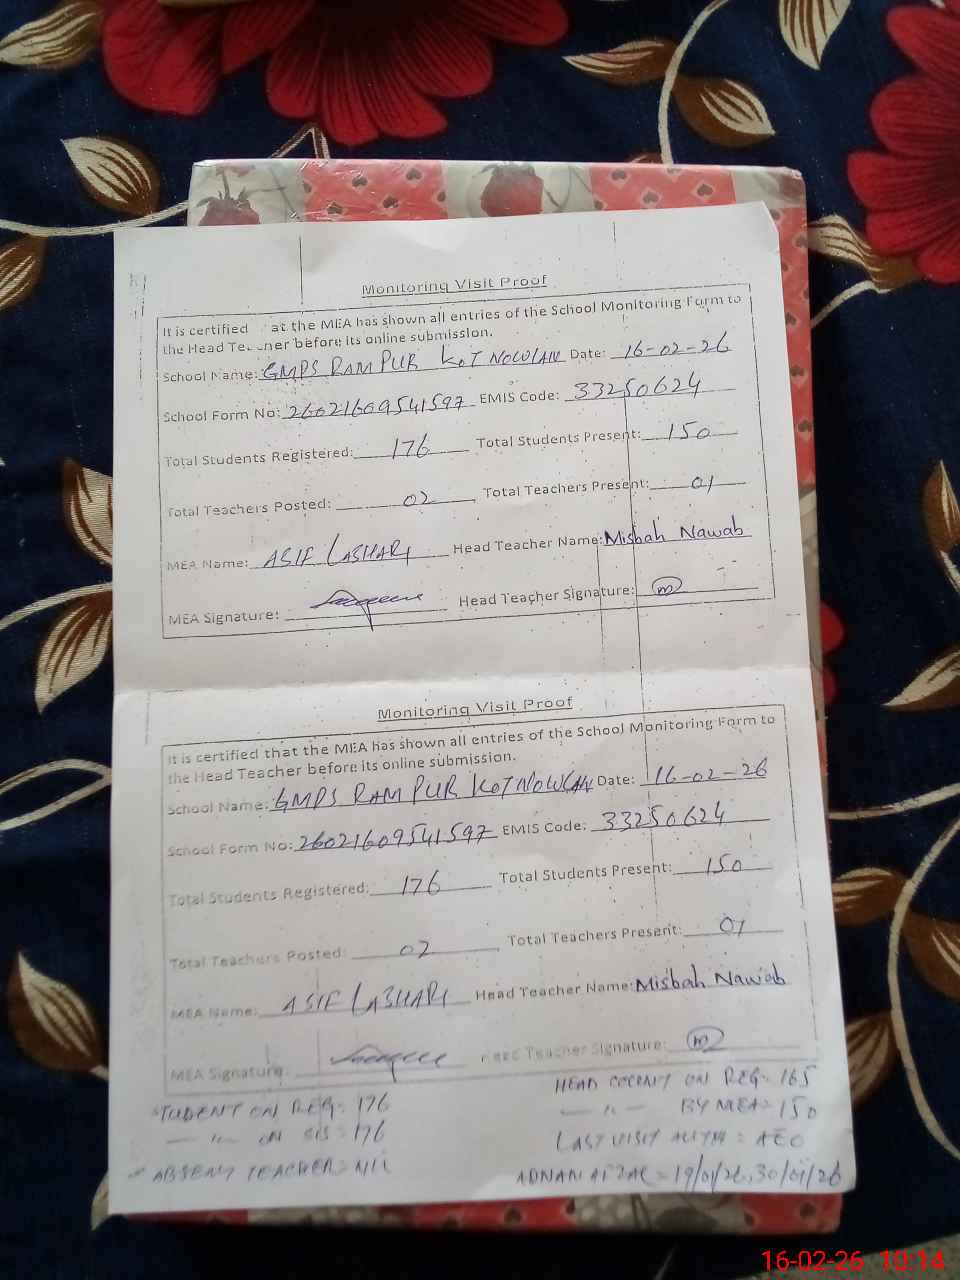 Monitoring Visit Proof
It is certified at the MEA has shown all entries of the School Monitoring Form to
the Head Teacher before its online submission.
School Name: GMPS RAM PUR KOT NOWLAN Date: 16-02-26
School Form No: 26021609541597 EMIS Code: 33250624
Total Students Registered: 176 Total Students Present: 150
Total Teachers Posted: 02 Total Teachers Present: 01
MEA Name: ASIF LASHARI Head Teacher Name: Misbah Nawab
MEA Signature: Head Teacher Signature:
Monitoring Visit Proof
It is certified that the MEA has shown all entries of the School Monitoring Form to
the Head Teacher before its online submission.
School Name: GMPS RAM PUR KOT NOWLAN Date: 16-02-26
School Form No: 26021609541597 EMIS Code: 33250624
Total Students Registered: 176 Total Students Present: 150
Total Teachers Posted: 02 Total Teachers Present: 01
MEA Name: ASIF LASHARI Head Teacher Name: Misbah Nawab
MEA Signature: Teacher Signature:
STUDENT ON REG = 176 HEAD COUNT ON REG = 165
— 〃 — ON SIS = 176 — 〃 — BY MEA = 150
ABSENT TEACHER = NIL LAST VISIT = AEO
ADNAN AFZAL = 19/01/26, 30/01/26
16-02-26 10:14